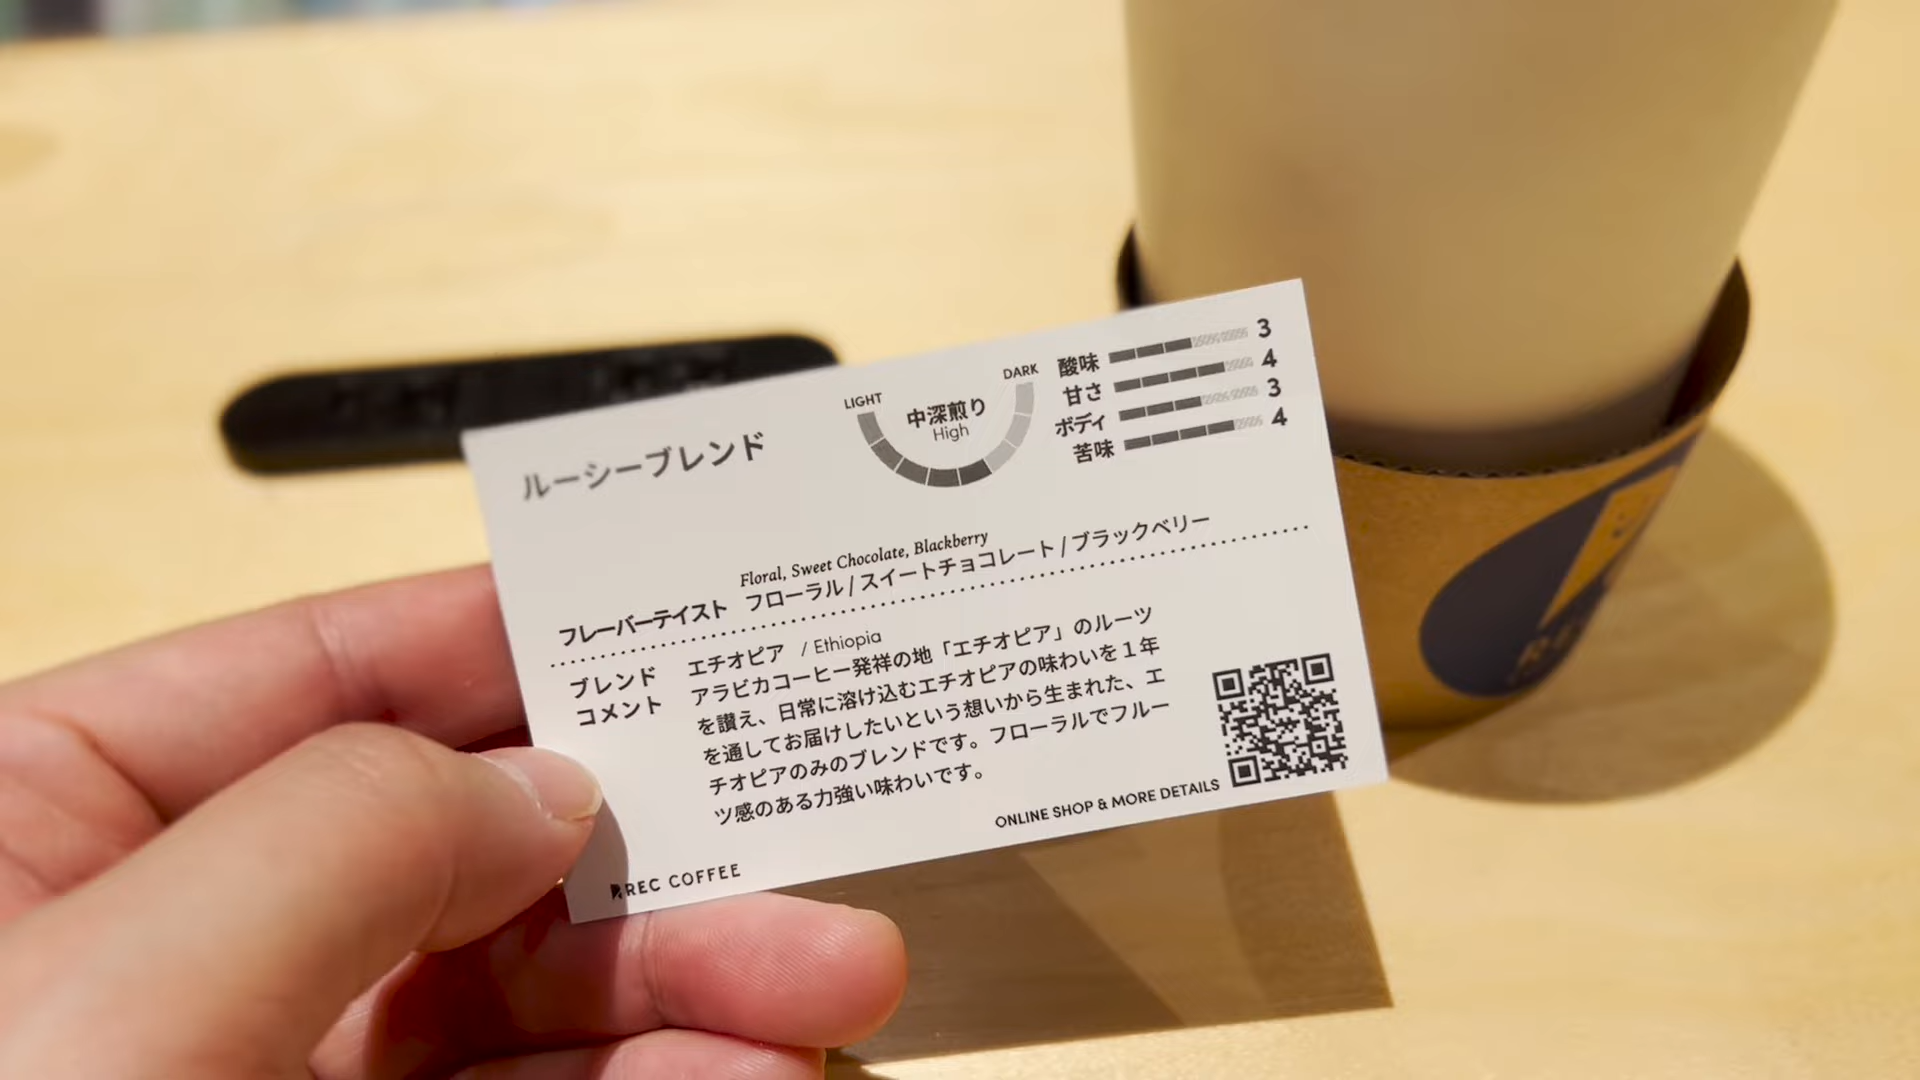 ルーシーブレンド
LIGHT
DARK
中深煎り
High
酸味 3
甘さ 4
ボディ 3
苦味 4
Floral, Sweet Chocolate, Blackberry
フレーバーテイスト フローラル / スイートチョコレート / ブラックベリー
ブレンド エチオピア / Ethiopia
コメント アラビカコーヒー発祥の地「エチオピア」のルーツ
を讃え、日常に溶け込むエチオピアの味わいを１年
を通してお届けしたいという想いから生まれた、エ
チオピアのみのブレンドです。フローラルでフルー
ツ感のある力強い味わいです。
ONLINE SHOP & MORE DETAILS
REC COFFEE